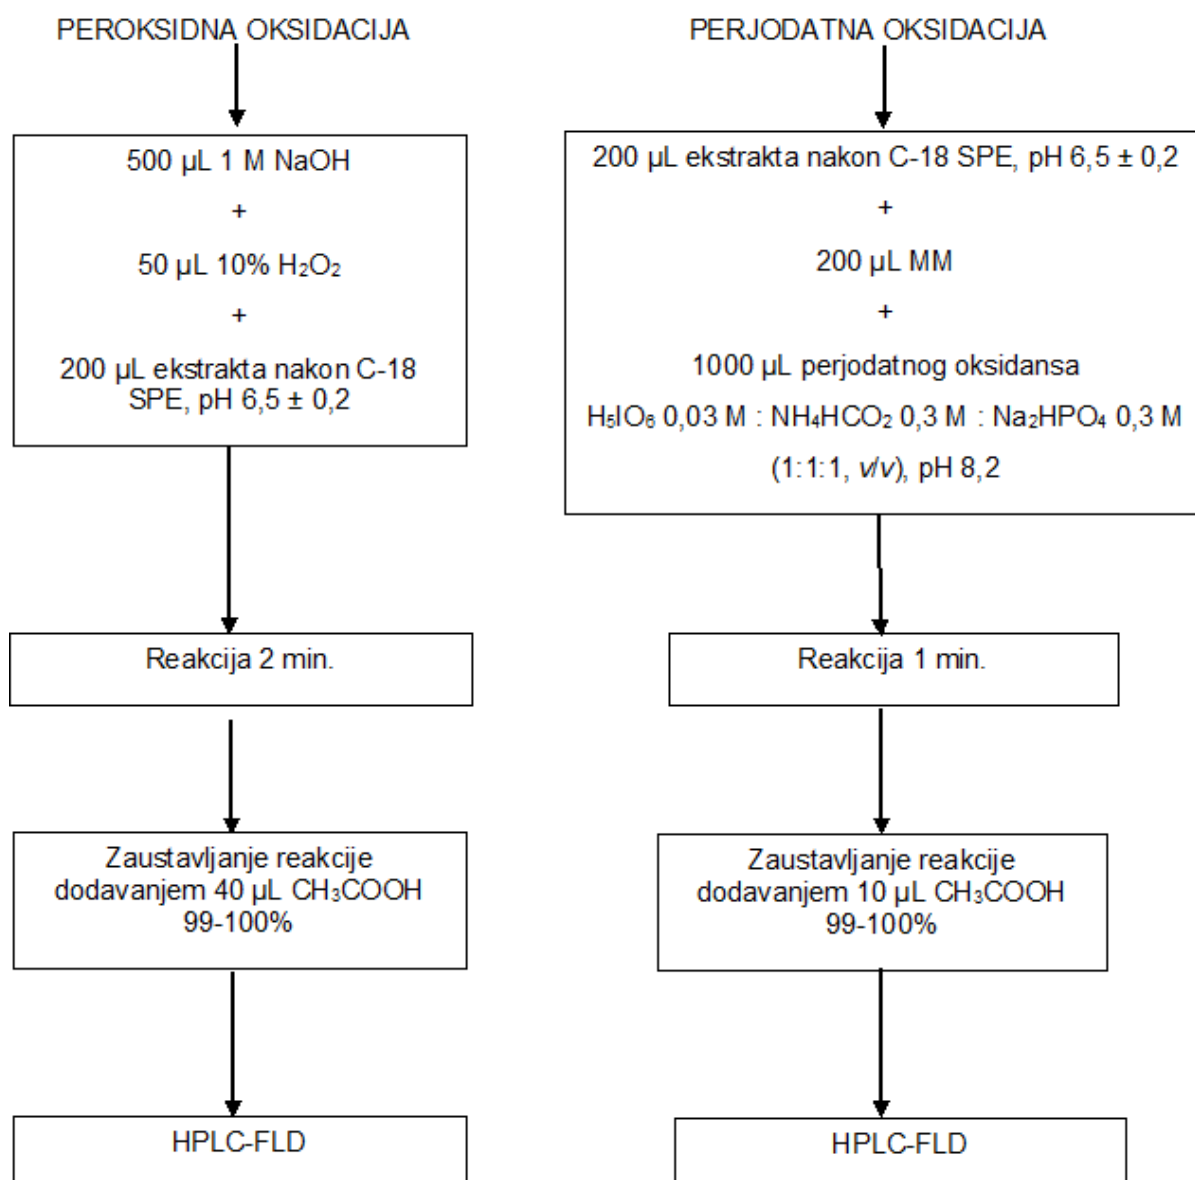 PEROKSIDNA OKSIDACIJA
500 µL 1 M NaOH
+
50 µL 10% H₂O₂
+
200 µL ekstrakta nakon C-18
SPE, pH 6,5 ± 0,2
Reakcija 2 min.
Zaustavljanje reakcije
dodavanjem 40 µL CH₃COOH
99-100%
HPLC-FLD
PERJODATNA OKSIDACIJA
200 µL ekstrakta nakon C-18 SPE, pH 6,5 ± 0,2
+
200 µL MM
+
1000 µL perjodatnog oksidansa
H₅IO₆ 0,03 M : NH₄HCO₂ 0,3 M : Na₂HPO₄ 0,3 M
(1:1:1, v/v), pH 8,2
Reakcija 1 min.
Zaustavljanje reakcije
dodavanjem 10 µL CH₃COOH
99-100%
HPLC-FLD